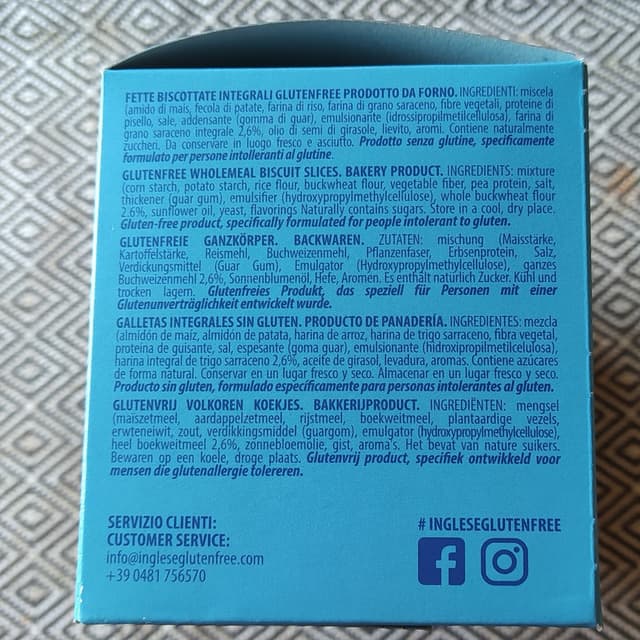 FETTE BISCOTTATE INTEGRALI GLUTENFREE PRODOTTO DA FORNO. INGREDIENTI: miscela
(amido di mais, fecola di patate, farina di riso, farina di grano saraceno, fibre vegetali, proteine di
pisello, sale, addensante (gomma di guar), emulsionante (idrossipropilmetilcellulosa), farina di
grano saraceno integrale 2,6%, olio di semi di girasole, lievito, aromi. Contiene naturalmente
zuccheri. Da conservare in luogo fresco e asciutto. Prodotto senza glutine, specificamente
formulato per persone intolleranti al glutine.
GLUTENFREE WHOLEMEAL BISCUIT SLICES. BAKERY PRODUCT. INGREDIENTS: mixture
(corn starch, potato starch, rice flour, buckwheat flour, vegetable fiber, pea protein, salt,
thickener (guar gum), emulsifier (hydroxypropylmethylcellulose), whole buckwheat flour
2.6%, sunflower oil, yeast, flavorings Naturally contains sugars. Store in a cool, dry place.
Gluten-free product, specifically formulated for people intolerant to gluten.
GLUTENFREIE GANZKÖRPER. BACKWAREN. ZUTATEN: mischung (Maisstärke,
Kartoffelstärke, Reismehl, Buchweizenmehl, Pflanzenfaser, Erbsenprotein, Salz,
Verdickungsmittel (Guar Gum), Emulgator (Hydroxypropylmethylcellulose), ganzes
Buchweizenmehl 2,6%, Sonnenblumenöl, Hefe, Aromen. Es enthält natürlich Zucker. Kühl und
trocken lagern. Glutenfreies Produkt, das speziell für Personen mit einer
Glutenunverträglichkeit entwickelt wurde.
GALLETAS INTEGRALES SIN GLUTEN. PRODUCTO DE PANADERÍA. INGREDIENTES: mezcla
(almidón de maíz, almidón de patata, harina de arroz, harina de trigo sarraceno, fibra vegetal,
proteína de guisante, sal, espesante (goma guar), emulsionante (hidroxipropilmetilcelulosa),
harina integral de trigo sarraceno 2,6%, aceite de girasol, levadura, aromas. Contiene azúcares
de forma natural. Conservar en un lugar fresco y seco. Almacenar en un lugar fresco y seco.
Producto sin gluten, formulado específicamente para personas intolerantes al gluten.
GLUTENVRIJ VOLKOREN KOEKJES. BAKKERIJPRODUCT. INGREDIËNTEN: mengsel
(maïszetmeel, aardappelzetmeel, rijstmeel, boekweitmeel, plantaardige vezels,
erwteneiwit, zout, verdikkingsmiddel (guargom), emulgator (hydroxypropylmethylcellulose),
heel boekweitmeel 2,6%, zonnebloemolie, gist, aroma's. Het bevat van nature suikers.
Bewaren op een koele, droge plaats. Glutenvrij product, specifiek ontwikkeld voor
mensen die glutenallergie tolereren.
SERVIZIO CLIENTI:
CUSTOMER SERVICE:
info@ingleseglutenfree.com
+39 0481 756570
# INGLESEGLUTENFREE